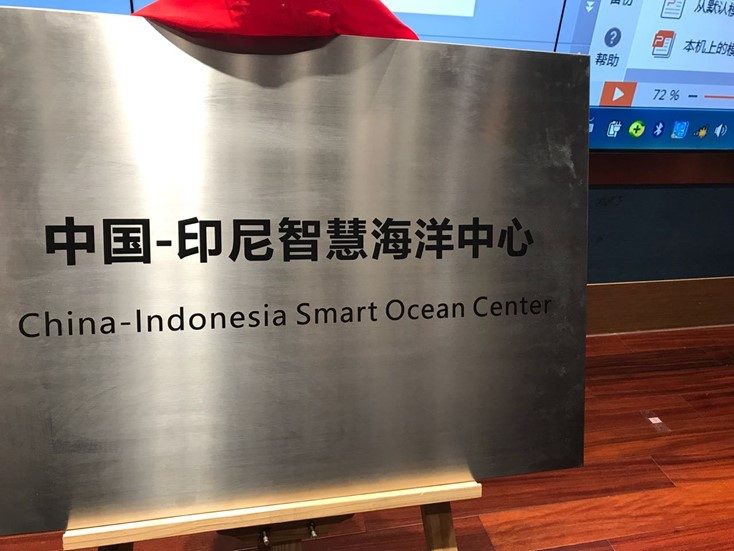 帮助
本机上的模
72 %
中国-印尼智慧海洋中心
China-Indonesia Smart Ocean Center